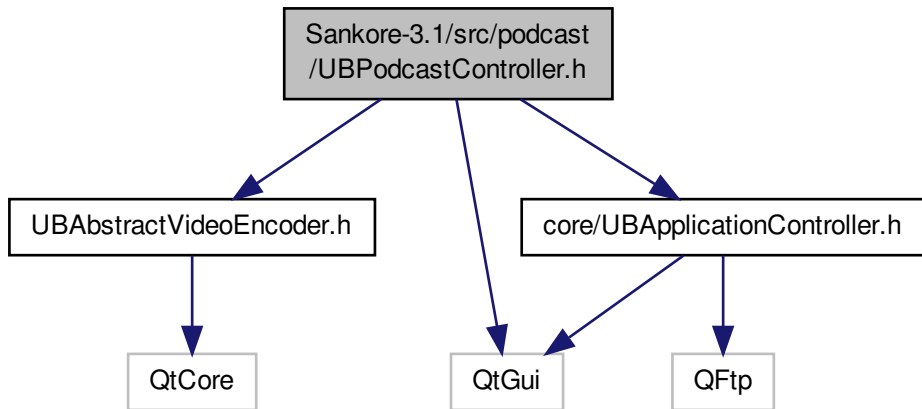 Sankore-3.1/src/podcast
/UBPodcastController.h
UBAbstractVideoEncoder.h
core/UBApplicationController.h
QtCore
QtGui
QFtp